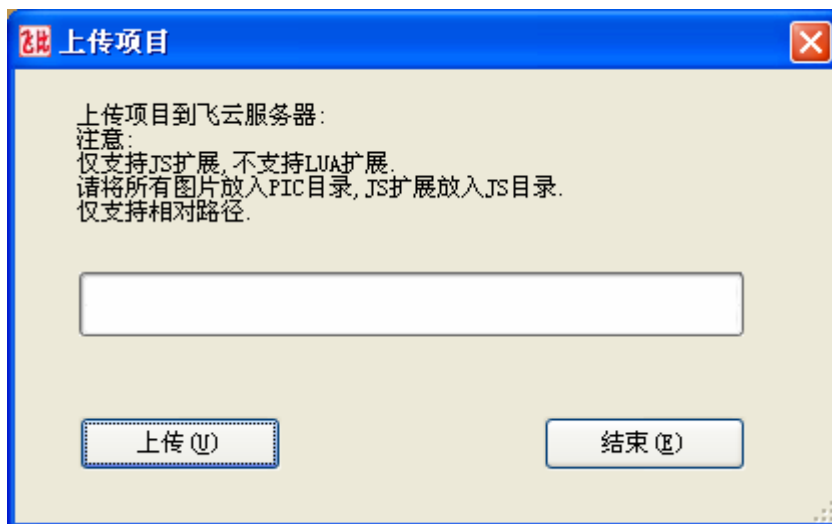 飞比 上传项目
上传项目到飞云服务器:
注意:
仅支持JS扩展,不支持LUA扩展.
请将所有图片放入PIC目录,JS扩展放入JS目录.
仅支持相对路径.
上传(U) 结束(E)